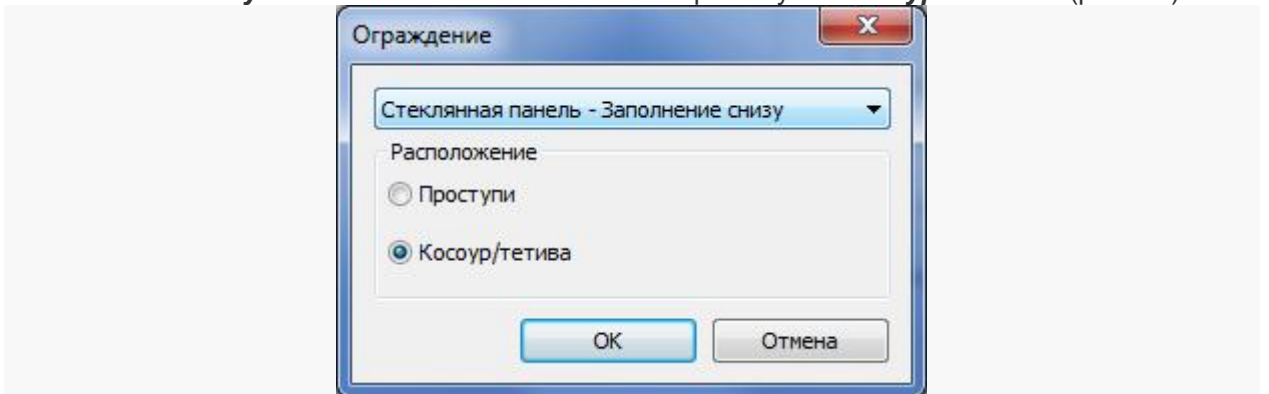 Ограждение
Стеклянная панель - Заполнение снизу
Расположение
Проступи
Косоур/тетива
OK
Отмена